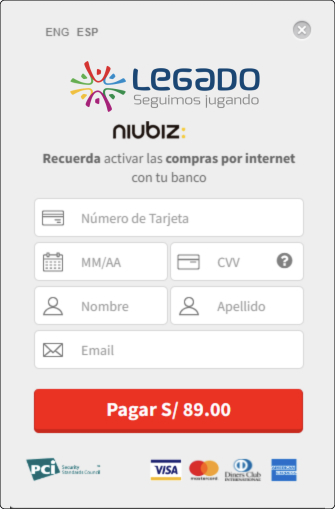 ENG ESP
LEGADO
Seguimos jugando
niubiz:
Recuerda activar las compras por internet
con tu banco
Número de Tarjeta
MM/AA
CVV
?
Nombre
Apellido
Email
Pagar S/ 89.00
PCI Security
Standards Council
VISA
mastercard
Diners Club
INTERNATIONAL
AMERICAN
EXPRESS